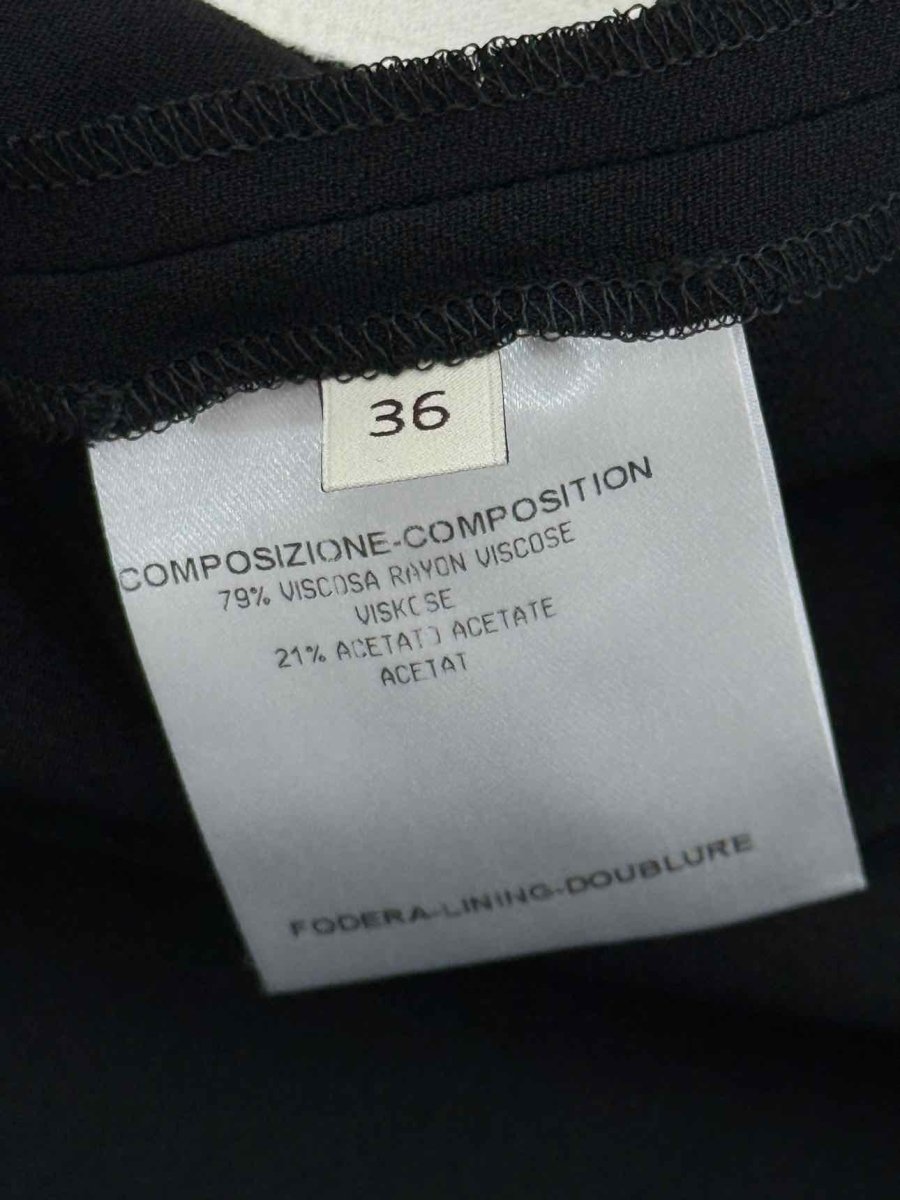 36
COMPOSIZIONE-COMPOSITION
79% VISCOSA RAYON VISCOSE
VISKOSE
21% ACETATO ACETATE
ACETAT
FODERA-LINING-DOUBLURE